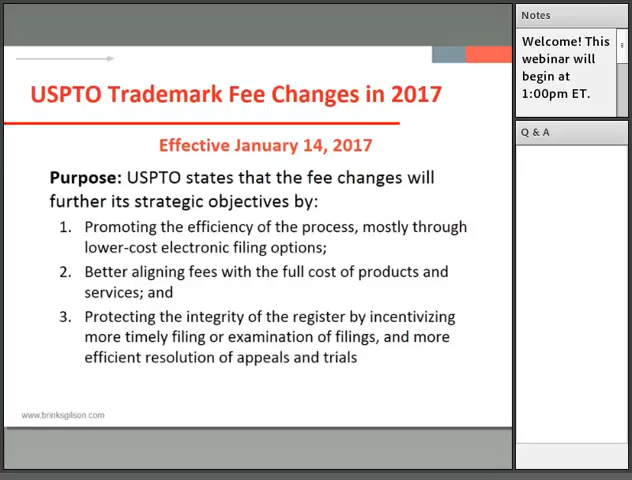 USPTO Trademark Fee Changes in 2017
Effective January 14, 2017
Purpose: USPTO states that the fee changes will
further its strategic objectives by:
1. Promoting the efficiency of the process, mostly through
lower-cost electronic filing options;
2. Better aligning fees with the full cost of products and
services; and
3. Protecting the integrity of the register by incentivizing
more timely filing or examination of filings, and more
efficient resolution of appeals and trials
www.brinksgilson.com
Notes
Welcome! This
webinar will
begin at
1:00pm ET.
Q & A